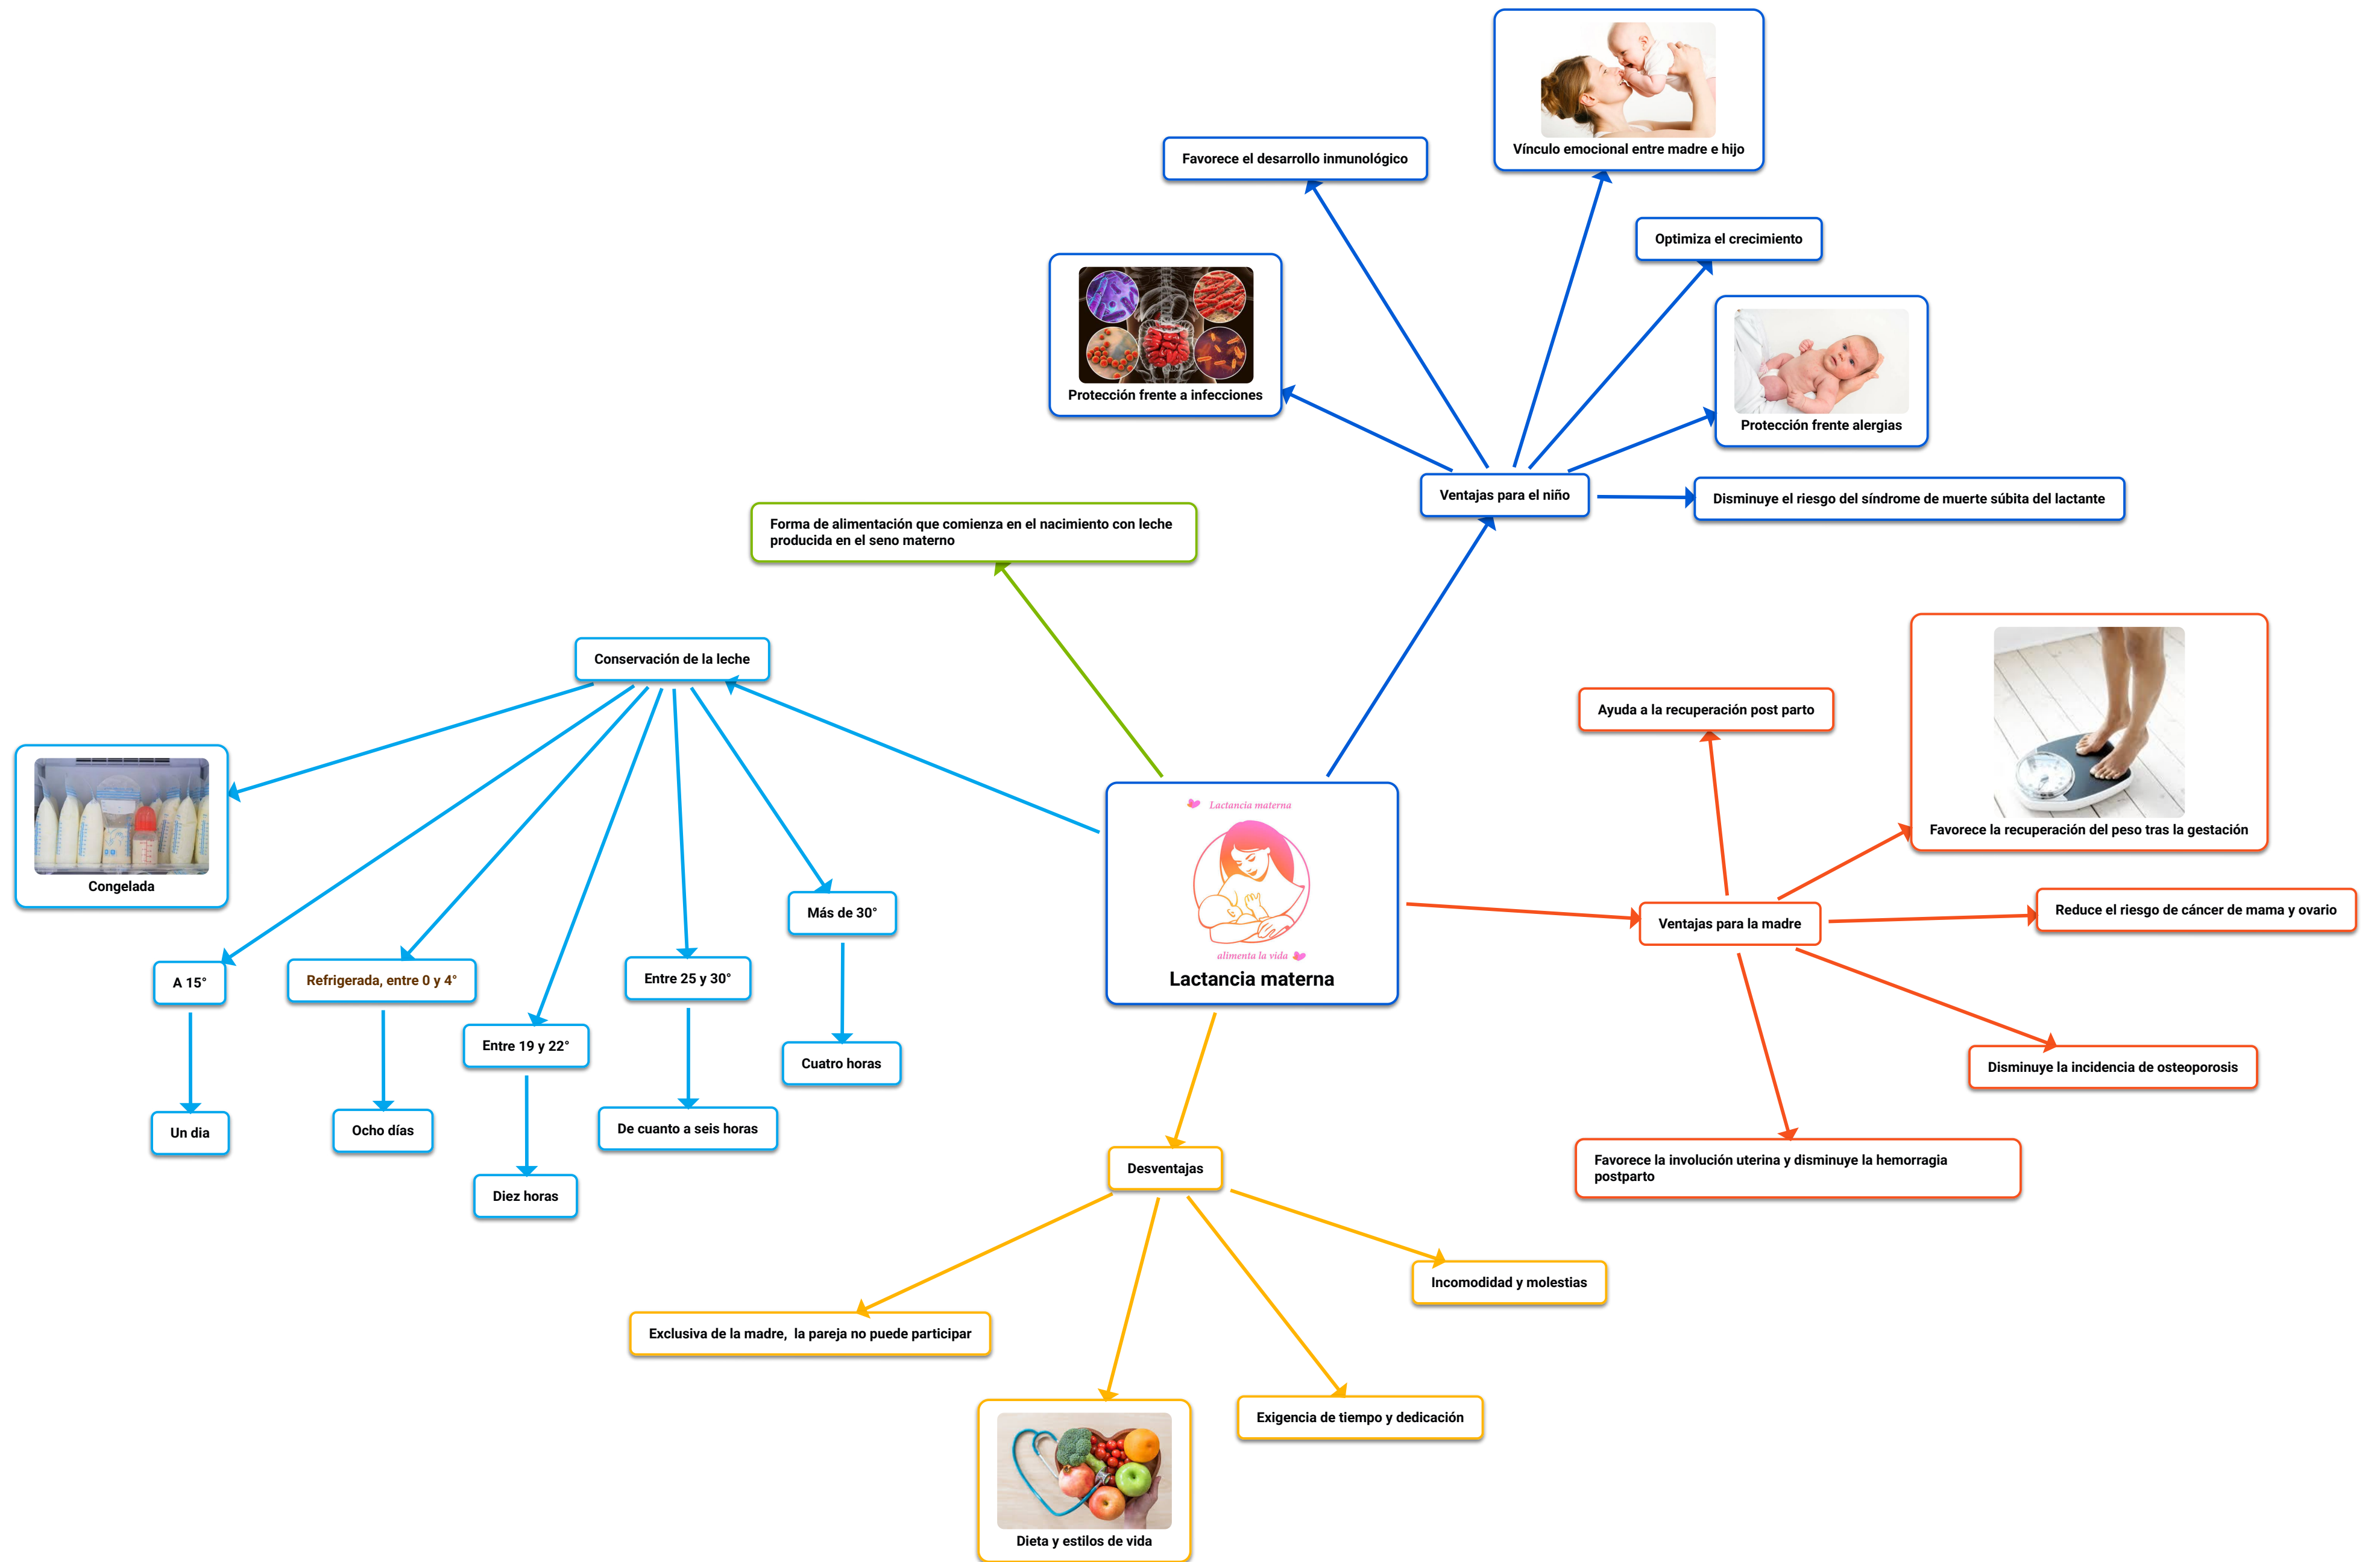 Vínculo emocional entre madre e hijo
Favorece el desarrollo inmunológico
Optimiza el crecimiento
Protección frente a infecciones
Protección frente alergias
Ventajas para el niño
Disminuye el riesgo del síndrome de muerte súbita del lactante
Forma de alimentación que comienza en el nacimiento con leche
producida en el seno materno
Conservación de la leche
Congelada
Más de 30°
A 15°
Refrigerada, entre 0 y 4°
Entre 25 y 30°
Entre 19 y 22°
Cuatro horas
Un dia
Ocho días
De cuanto a seis horas
Diez horas
Lactancia materna
alimenta la vida
Lactancia materna
Ayuda a la recuperación post parto
Favorece la recuperación del peso tras la gestación
Ventajas para la madre
Reduce el riesgo de cáncer de mama y ovario
Disminuye la incidencia de osteoporosis
Favorece la involución uterina y disminuye la hemorragia
postparto
Desventajas
Incomodidad y molestias
Exclusiva de la madre,  la pareja no puede participar
Exigencia de tiempo y dedicación
Dieta y estilos de vida